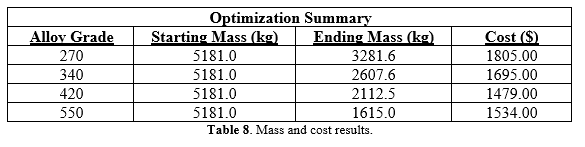 Optimization Summary
Alloy Grade Starting Mass (kg) Ending Mass (kg) Cost ($)
270 5181.0 3281.6 1805.00
340 5181.0 2607.6 1695.00
420 5181.0 2112.5 1479.00
550 5181.0 1615.0 1534.00
Table 8. Mass and cost results.